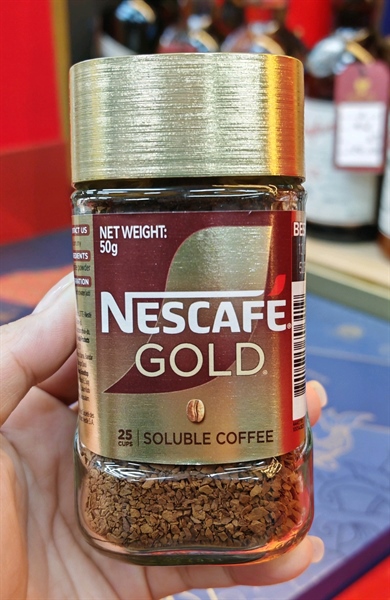 NET WEIGHT:
50g
NESCAFÉ®
GOLD®
25
CUPS
SOLUBLE COFFEE